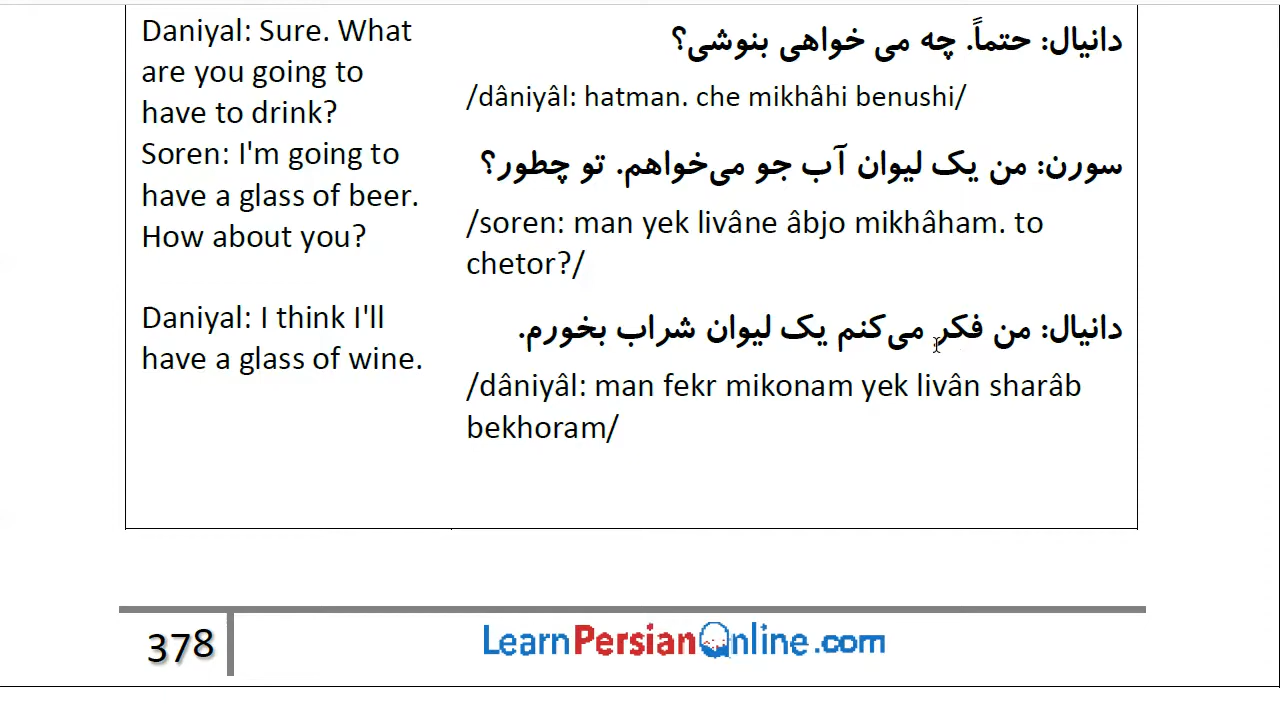 Daniyal: Sure. What
are you going to
have to drink?
Soren: I'm going to
have a glass of beer.
How about you?
Daniyal: I think I'll
have a glass of wine.
دانیال: حتماً. چه می خواهی بنوشی؟
/dâniyâl: hatman. che mikhâhi benushi/
سورن: من یک لیوان آب جو می‌خواهم. تو چطور؟
/soren: man yek livâne âbjo mikhâham. to
chetor?/
دانیال: من فکر می‌کنم یک لیوان شراب بخورم.
/dâniyâl: man fekr mikonam yek livân sharâb
bekhoram/
378
LearnPersianOnline.com